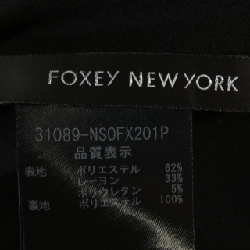 FOXEY NEW YORK
31089-NSOFX201P
品質表示
表地 ポリエステル 62%
レーヨン 33%
ポリウレタン 5%
裏地 ポリエステル 100%